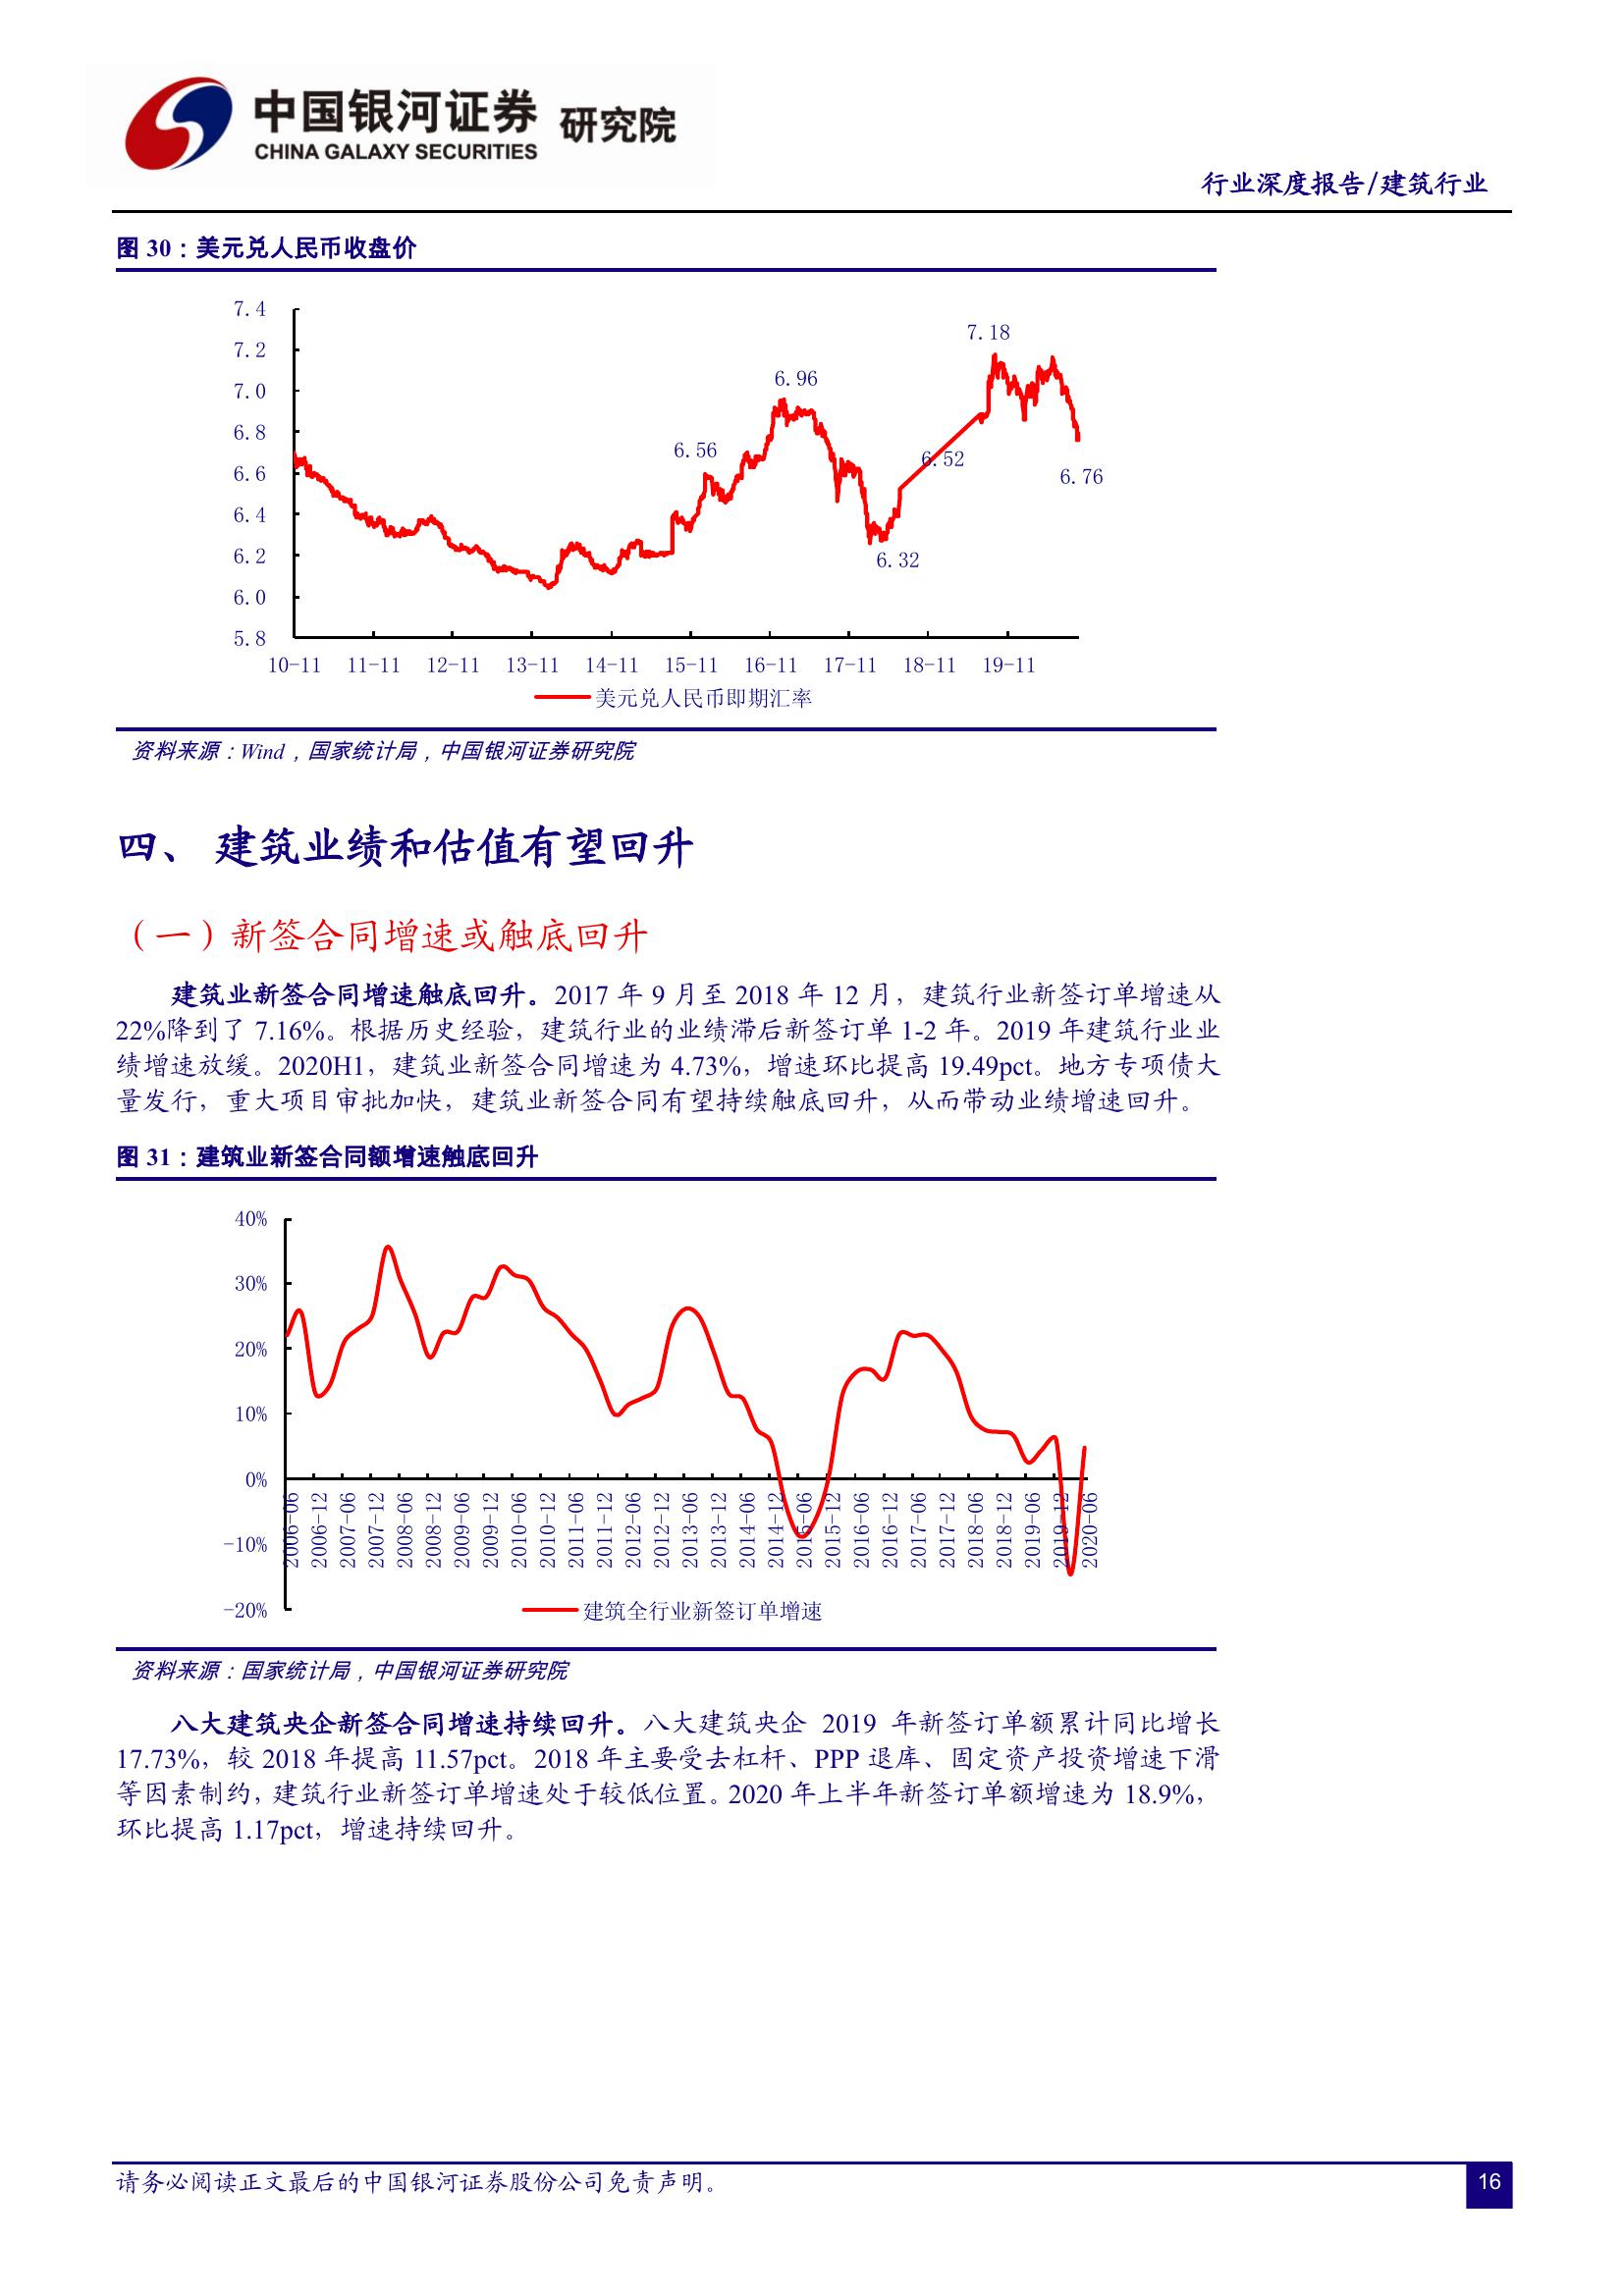 中国银河证券 研究院
CHINA GALAXY SECURITIES
行业深度报告/建筑行业
图 30：美元兑人民币收盘价
7.4
7.2
7.0
6.8
6.6
6.4
6.2
6.0
5.8
7.18
6.96
6.56
6.52
6.76
6.32
10-11 11-11 12-11 13-11 14-11 15-11 16-11 17-11 18-11 19-11
美元兑人民币即期汇率
资料来源：Wind，国家统计局，中国银河证券研究院
四、 建筑业绩和估值有望回升
（一）新签合同增速或触底回升
建筑业新签合同增速触底回升。2017 年 9 月至 2018 年 12 月，建筑行业新签订单增速从
22%降到了 7.16%。根据历史经验，建筑行业的业绩滞后新签订单 1-2 年。2019 年建筑行业业
绩增速放缓。2020H1，建筑业新签合同增速为 4.73%，增速环比提高 19.49pct。地方专项债大
量发行，重大项目审批加快，建筑业新签合同有望持续触底回升，从而带动业绩增速回升。
图 31：建筑业新签合同额增速触底回升
40%
30%
20%
10%
0%
-10%
-20%
2006-06 2006-12 2007-06 2007-12 2008-06 2008-12 2009-06 2009-12 2010-06 2010-12 2011-06 2011-12 2012-06 2012-12 2013-06 2013-12 2014-06 2014-12 2015-06 2015-12 2016-06 2016-12 2017-06 2017-12 2018-06 2018-12 2019-06 2019-12 2020-06
建筑全行业新签订单增速
资料来源：国家统计局，中国银河证券研究院
八大建筑央企新签合同增速持续回升。八大建筑央企 2019 年新签订单额累计同比增长
17.73%，较 2018 年提高 11.57pct。2018 年主要受去杠杆、PPP 退库、固定资产投资增速下滑
等因素制约，建筑行业新签订单增速处于较低位置。2020 年上半年新签订单额增速为 18.9%，
环比提高 1.17pct，增速持续回升。
请务必阅读正文最后的中国银河证券股份公司免责声明。
16